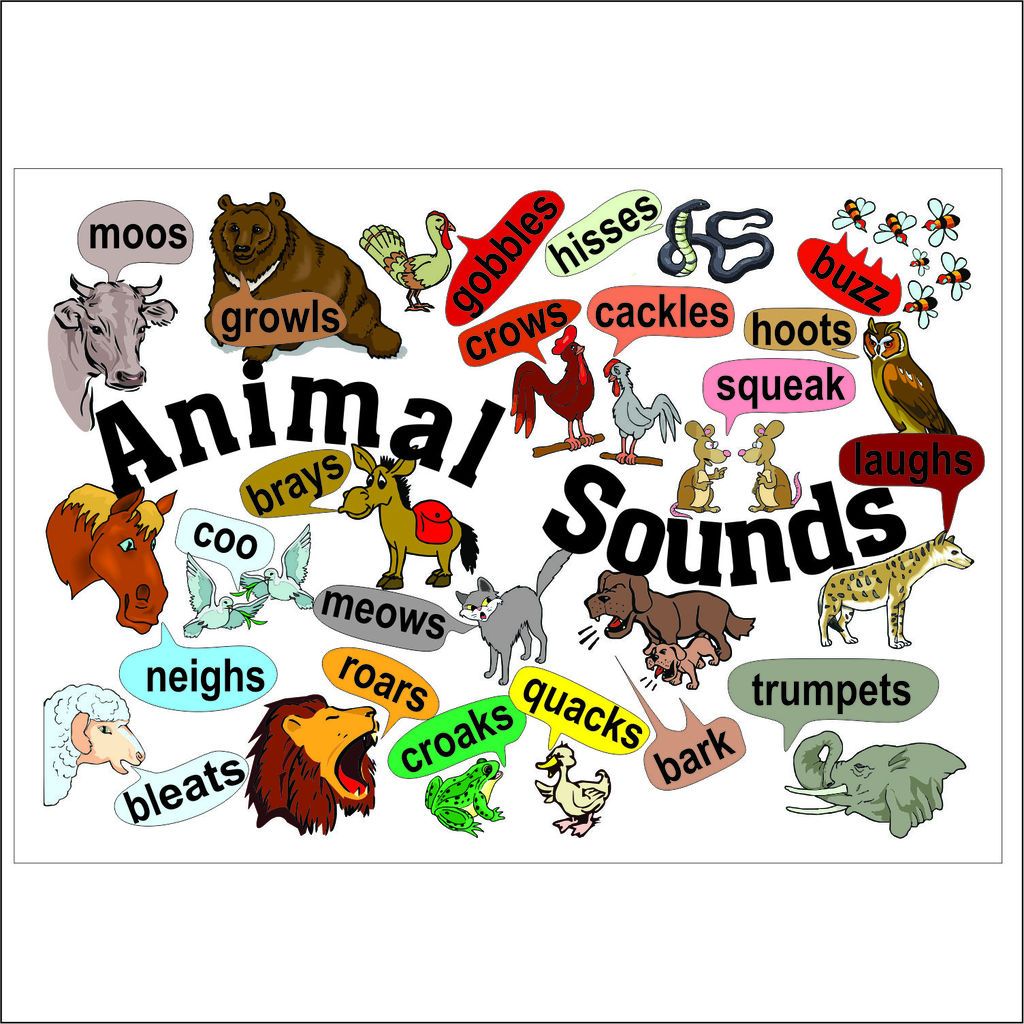 moos
growls
gobbles
hisses
buzz
crows
cackles
hoots
squeak
Animal
Sounds
laughs
brays
coo
meows
neighs
roars
croaks
quacks
bark
trumpets
bleats